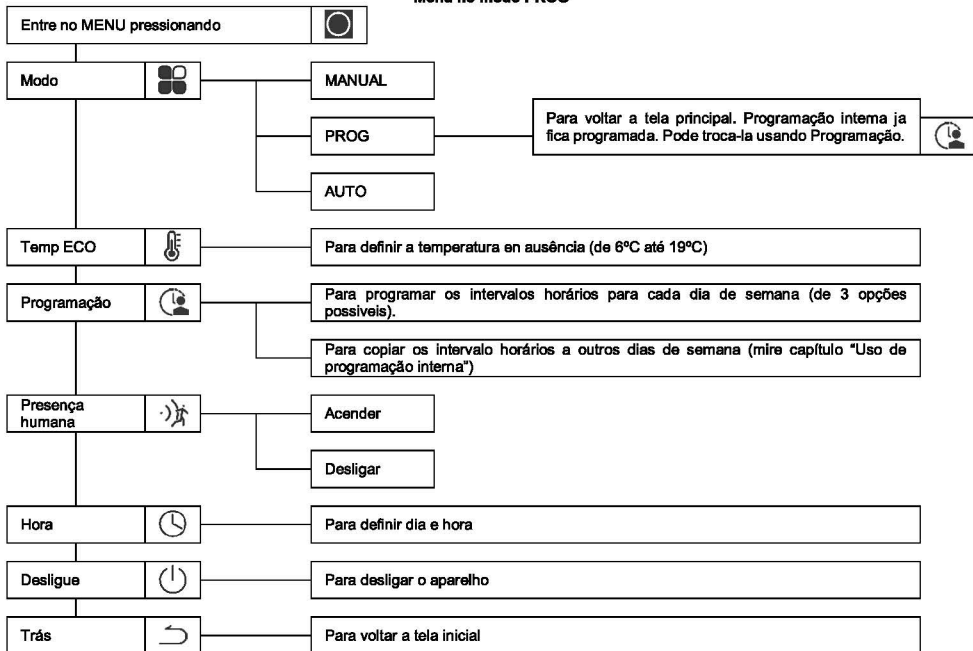 Menu no modo PROG
Entre no MENU pressionando
Modo
MANUAL
PROG
Para voltar a tela principal. Programação interna ja
fica programada. Pode troca-la usando Programação.
AUTO
Temp ECO
Para definir a temperatura en ausência (de 6ºC até 19ºC)
Programação
Para programar os intervalos horários para cada dia de semana (de 3 opções
possiveis).
Para copiar os intervalo horários a outros dias de semana (mire capítulo "Uso de
programação interna")
Presença
humana
Acender
Desligar
Hora
Para definir dia e hora
Desligue
Para desligar o aparelho
Trás
Para voltar a tela inicial